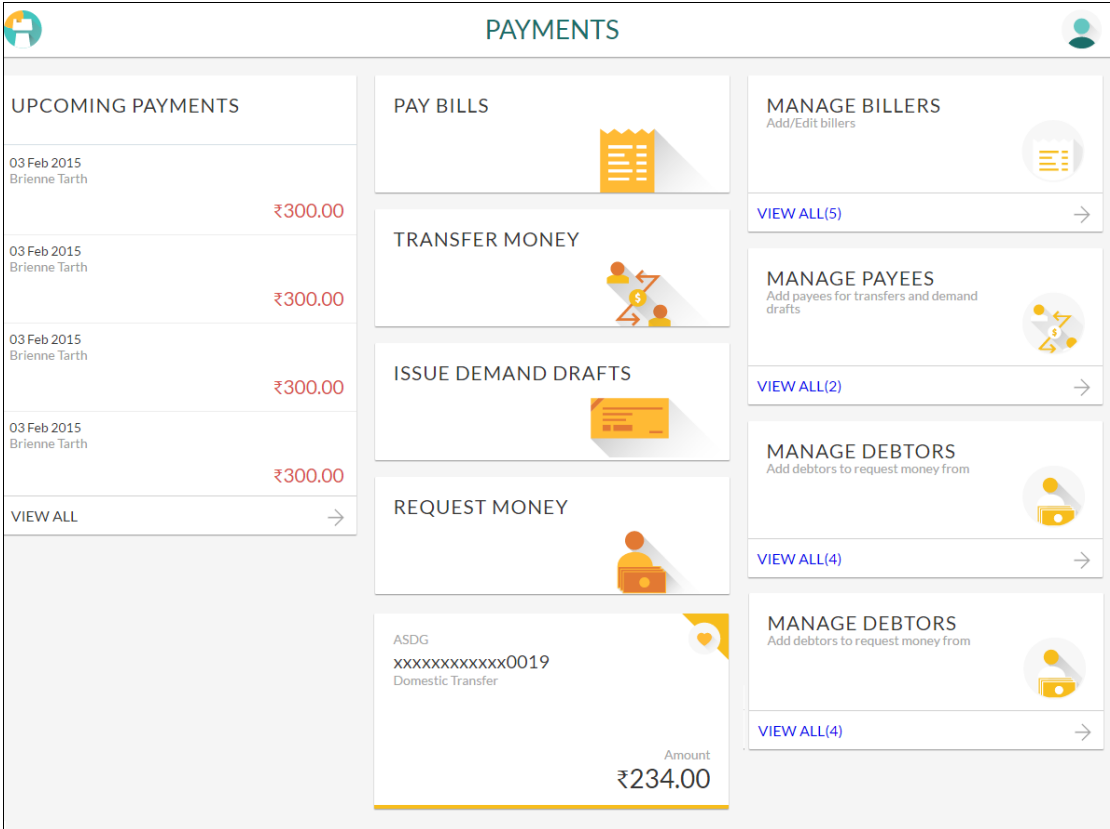 PAYMENTS
UPCOMING PAYMENTS
03 Feb 2015
Brienne Tarth
₹300.00
03 Feb 2015
Brienne Tarth
₹300.00
03 Feb 2015
Brienne Tarth
₹300.00
03 Feb 2015
Brienne Tarth
₹300.00
VIEW ALL
PAY BILLS
TRANSFER MONEY
$
ISSUE DEMAND DRAFTS
REQUEST MONEY
ASDG
xxxxxxxxxxxx0019
Domestic Transfer
Amount
₹234.00
MANAGE BILLERS
Add/Edit billers
VIEW ALL(5)
MANAGE PAYEES
Add payees for transfers and demand
drafts
$
VIEW ALL(2)
MANAGE DEBTORS
Add debtors to request money from
VIEW ALL(4)
MANAGE DEBTORS
Add debtors to request money from
VIEW ALL(4)